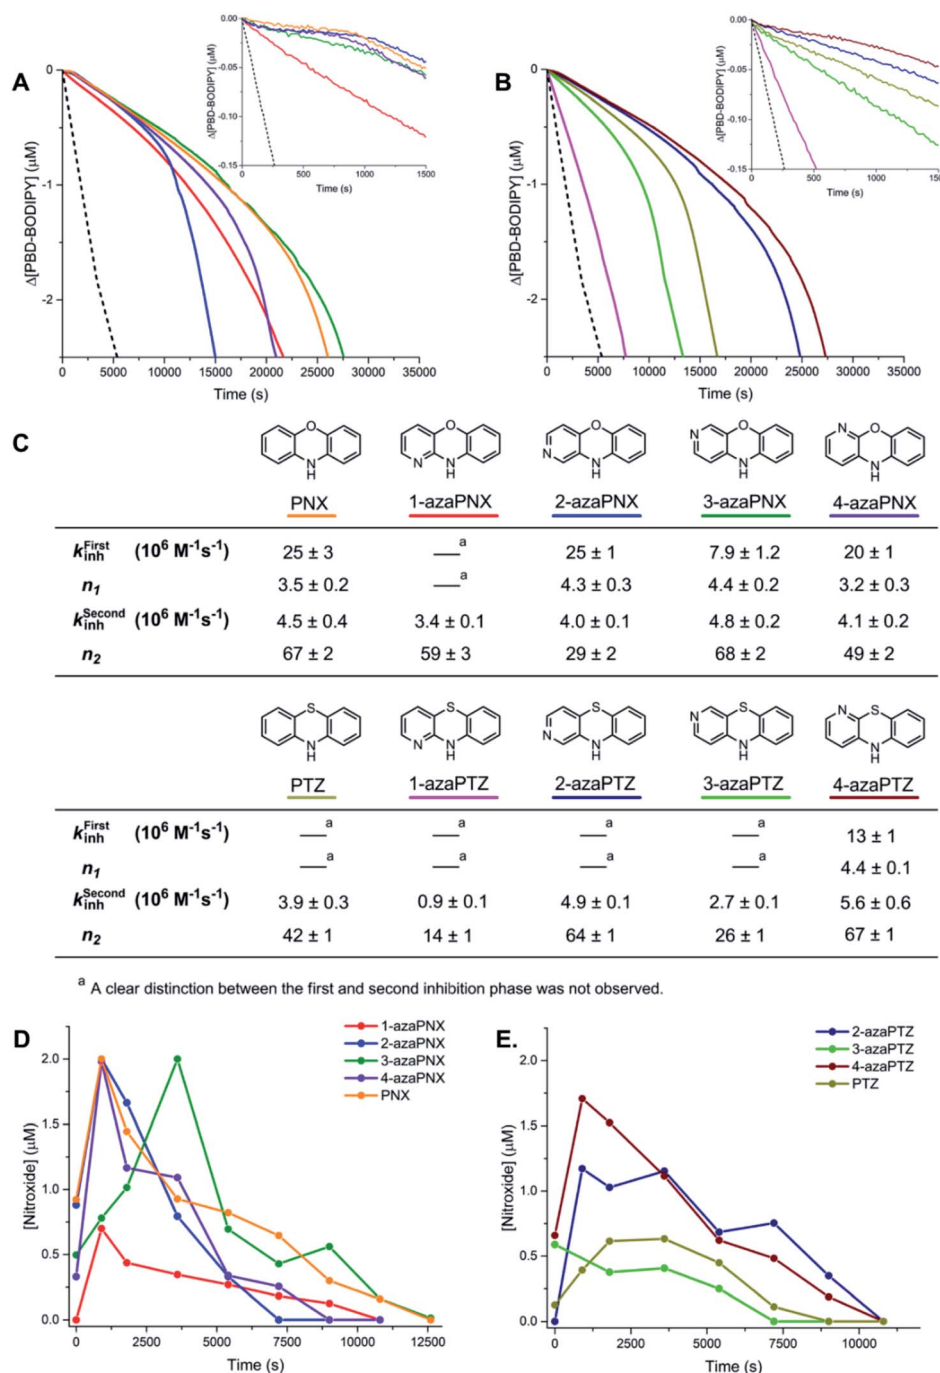 A
Δ[PBD-BODIPY] (μM)
0
-1
-2
0 5000 10000 15000 20000 25000 30000 35000
Time (s)
Δ[PBD-BODIPY] (μM)
0.00
-0.05
-0.10
-0.15
0 500 1000 1500
Time (s)
B
Δ[PBD-BODIPY] (μM)
0
-1
-2
0 5000 10000 15000 20000 25000 30000 35000
Time (s)
Δ[PBD-BODIPY] (μM)
0.00
-0.05
-0.10
-0.15
0 500 1000 1500
Time (s)
C
O N H
N O N H
N O N H
N O N H
N O N H
PNX 1-azaPNX 2-azaPNX 3-azaPNX 4-azaPNX
k_inh^First (10⁶ M⁻¹s⁻¹) 25 ± 3 —ᵃ 25 ± 1 7.9 ± 1.2 20 ± 1
n₁ 3.5 ± 0.2 —ᵃ 4.3 ± 0.3 4.4 ± 0.2 3.2 ± 0.3
k_inh^Second (10⁶ M⁻¹s⁻¹) 4.5 ± 0.4 3.4 ± 0.1 4.0 ± 0.1 4.8 ± 0.2 4.1 ± 0.2
n₂ 67 ± 2 59 ± 3 29 ± 2 68 ± 2 49 ± 2
S N H
N S N H
N S N H
N S N H
N S N H
PTZ 1-azaPTZ 2-azaPTZ 3-azaPTZ 4-azaPTZ
k_inh^First (10⁶ M⁻¹s⁻¹) —ᵃ —ᵃ —ᵃ —ᵃ 13 ± 1
n₁ —ᵃ —ᵃ —ᵃ —ᵃ 4.4 ± 0.1
k_inh^Second (10⁶ M⁻¹s⁻¹) 3.9 ± 0.3 0.9 ± 0.1 4.9 ± 0.1 2.7 ± 0.1 5.6 ± 0.6
n₂ 42 ± 1 14 ± 1 64 ± 1 26 ± 1 67 ± 1
ᵃ A clear distinction between the first and second inhibition phase was not observed.
D
1-azaPNX
2-azaPNX
3-azaPNX
4-azaPNX
PNX
[Nitroxide] (μM)
2.0
1.5
1.0
0.5
0.0
0 2500 5000 7500 10000 12500
Time (s)
E.
2-azaPTZ
3-azaPTZ
4-azaPTZ
PTZ
[Nitroxide] (μM)
2.0
1.5
1.0
0.5
0.0
0 2500 5000 7500 10000
Time (s)